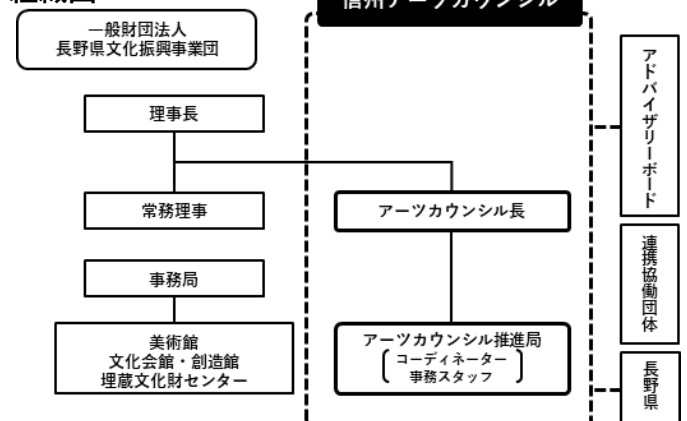 組織図
信州アーツカウンシル
一般財団法人
長野県文化振興事業団
理事長
常務理事
事務局
美術館
文化会館・創造館
埋蔵文化財センター
アーツカウンシル長
アーツカウンシル推進局
コーディネーター
事務スタッフ
アドバイザリーボード
連携協働団体
長野県